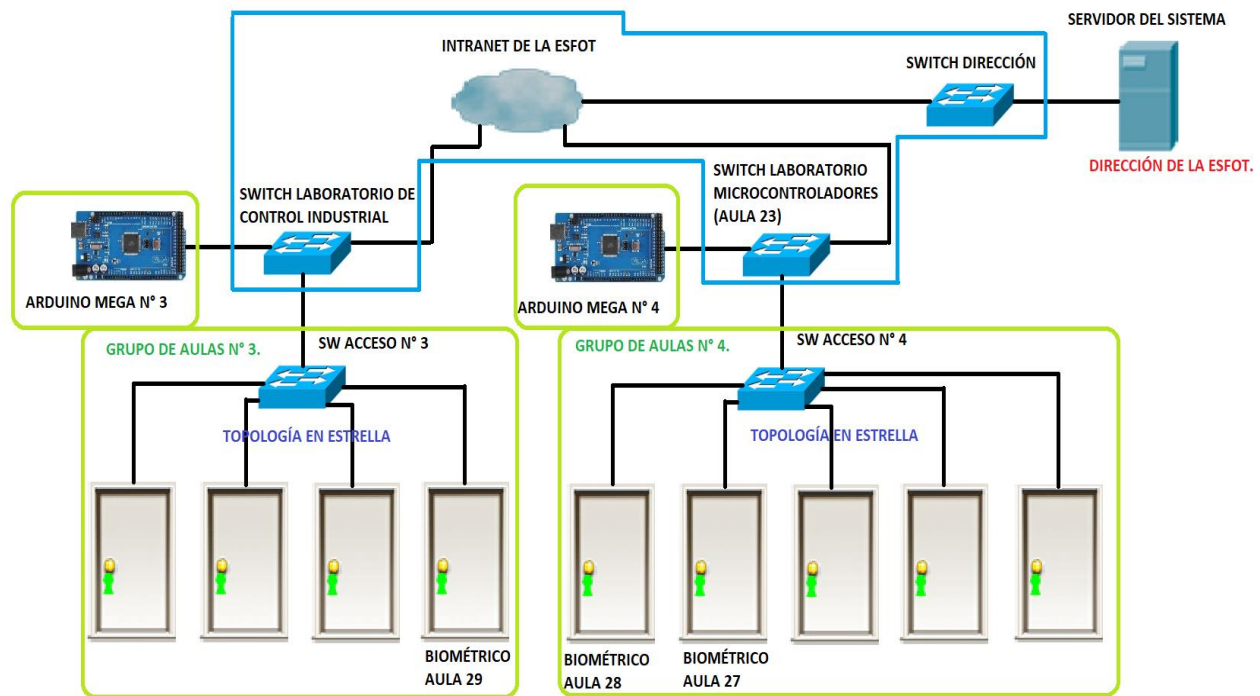 SERVIDOR DEL SISTEMA
INTRANET DE LA ESFOT
SWITCH DIRECCIÓN
DIRECCIÓN DE LA ESFOT.
SWITCH LABORATORIO DE
CONTROL INDUSTRIAL
SWITCH LABORATORIO
MICROCONTROLADORES
(AULA 23)
ARDUINO MEGA N° 3
ARDUINO MEGA N° 4
GRUPO DE AULAS N° 3.
SW ACCESO N° 3
GRUPO DE AULAS N° 4.
SW ACCESO N° 4
TOPOLOGÍA EN ESTRELLA
TOPOLOGÍA EN ESTRELLA
BIOMÉTRICO
AULA 29
BIOMÉTRICO
AULA 28
BIOMÉTRICO
AULA 27